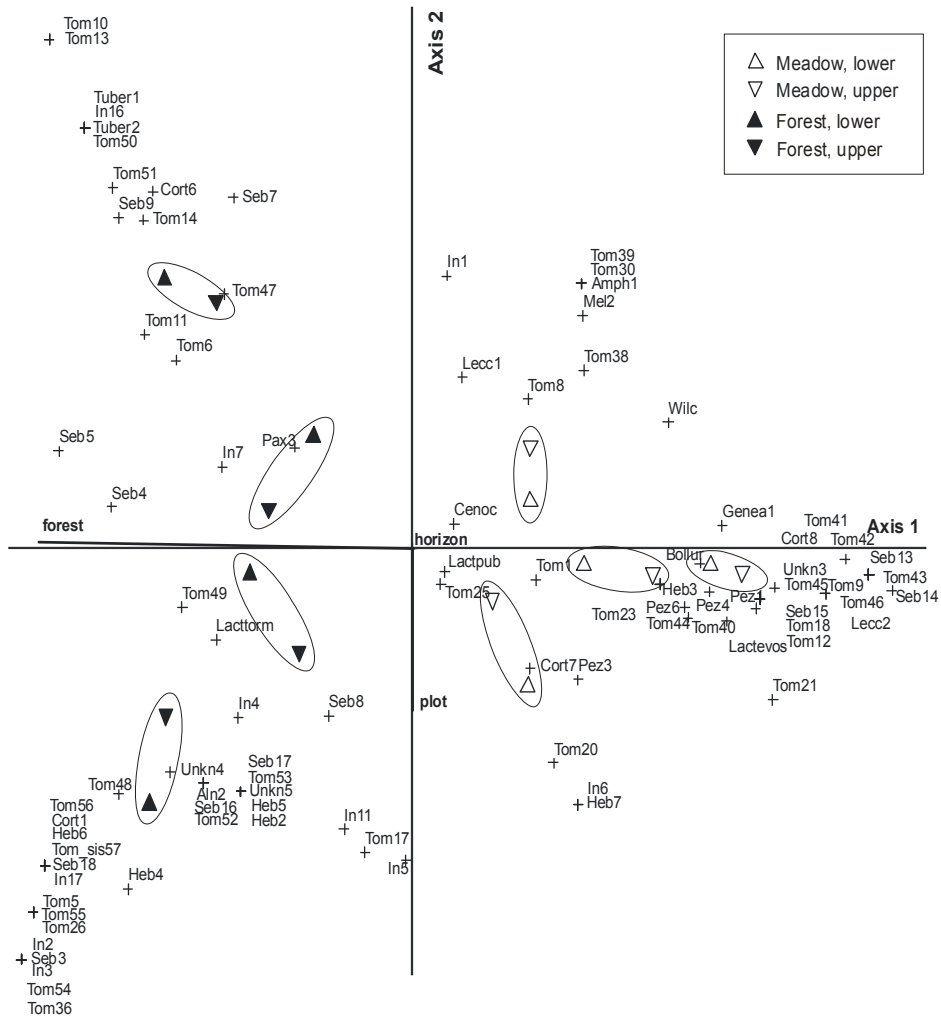 Tom10
Tom13
Axis 2
Meadow, lower
Meadow, upper
Forest, lower
Forest, upper
Tuber1
In16
Tuber2
Tom50
Tom51
Cort6
Seb7
Seb9
Tom14
In1
Tom39
Tom30
Amph1
Mel2
Tom47
Tom11
Tom6
Lecc1
Tom38
Tom8
Wilc
Seb5
Pax3
In7
Seb4
Cenoc
Genea1
Tom41
forest
Axis 1
horizon
Cort8
Tom42
Bollur
Lactpub
Tom1
Seb13
Unkn3
Tom43
Tom25
Heb3
Tom45
Tom9
Seb14
Pez1
Tom46
Tom49
Tom23
Pez6
Pez4
Seb15
Lacttorm
Tom44
Tom40
Tom18
Lecc2
Lactevos
Tom12
Cort7
Pez3
Tom21
In4
Seb8
plot
Seb17
Tom20
Unkn4
Tom53
Tom48
Aln2
Unkn5
In6
Tom56
Seb16
Heb5
Heb7
Cort1
Tom52
Heb2
Heb6
In11
Tom_sis57
Tom17
Seb18
In5
In17
Heb4
Tom5
Tom55
Tom26
In2
Seb3
In3
Tom54
Tom36